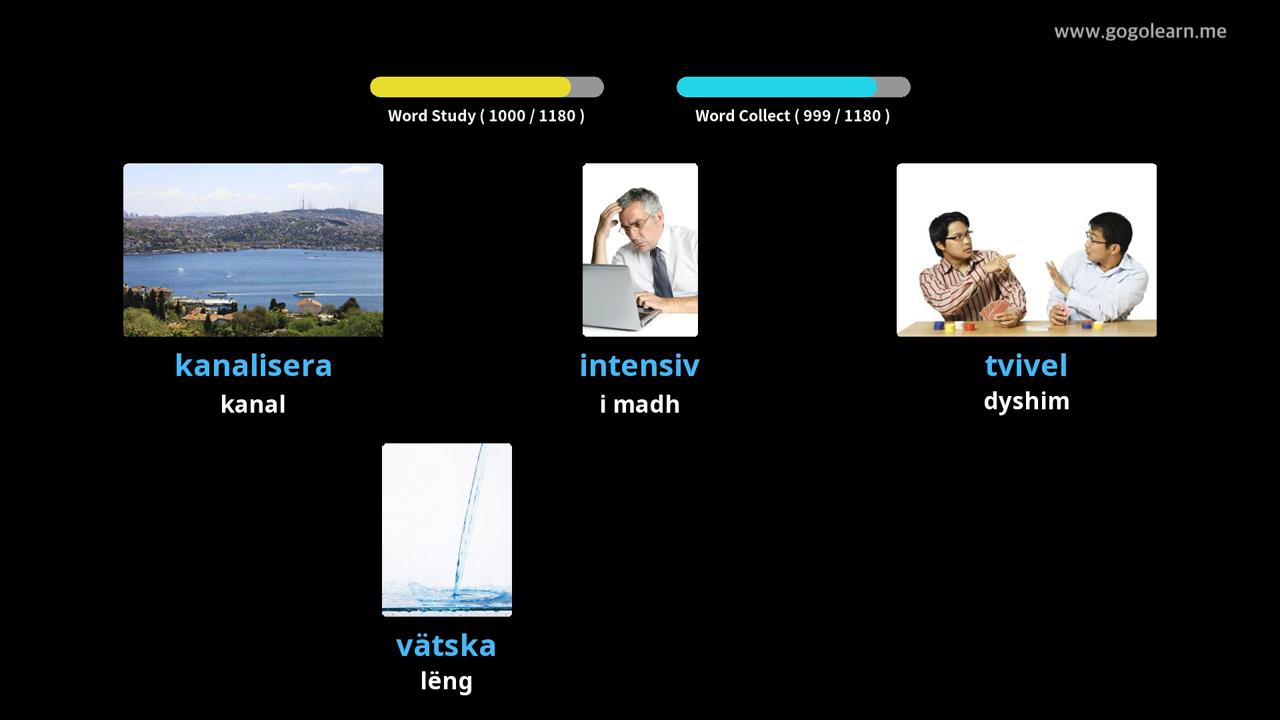 www.gogolearn.me
Word Study ( 1000 / 1180 )
Word Collect ( 999 / 1180 )
kanalisera
kanal
intensiv
i madh
tvivel
dyshim
vätska
lëng